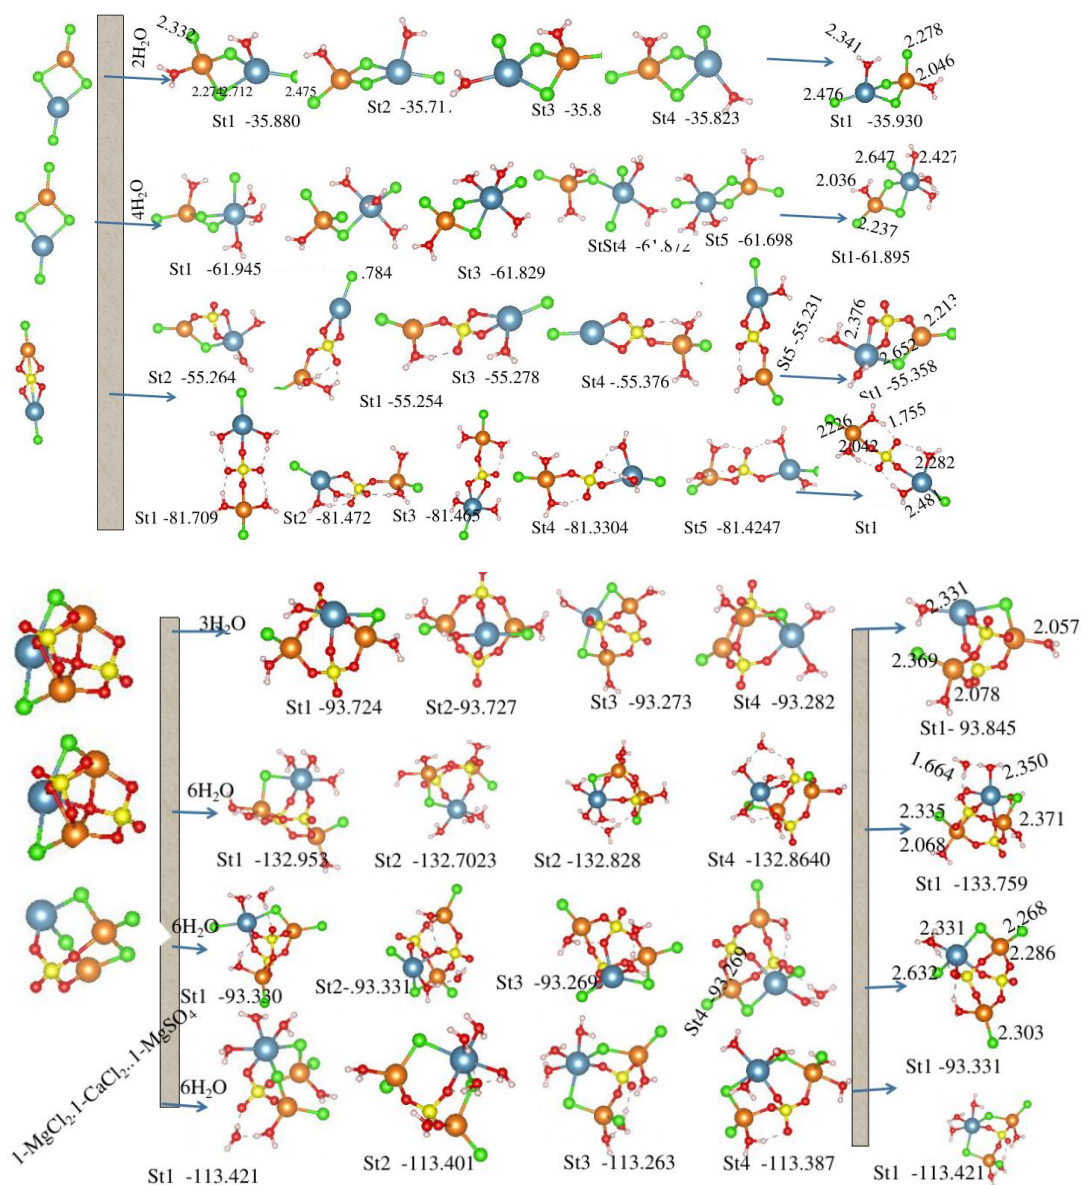 2H₂O
2.332
2.274
2.712
2.475
2.341
2.278
2.046
2.476
St1 -35.880
St2 -35.71
St3 -35.8
St4 -35.823
St1 -35.930
4H₂O
2.647
2.427
2.036
2.237
St1 -61.945
.784
St3 -61.829
StSt4 -61.872
St5 -61.698
St1-61.895
2.376
2.213
2.652
St2 -55.264
St1 -55.254
St3 -55.278
St4 -.55.376
St5 -55.231
St1 -55.358
2226
1.755
2.042
2.282
2.481
St1 -81.709
St2 -81.472
St3 -81.465
St4 -81.3304
St5 -81.4247
St1
3H₂O
2.331
2.057
2.369
2.078
St1 -93.724
St2-93.727
St3 -93.273
St4 -93.282
St1- 93.845
6H₂O
1.664
2.350
2.335
2.371
2.068
St1 -132.953
St2 -132.7023
St2 -132.828
St4 -132.8640
St1 -133.759
6H₂O
2.331
2.268
2.286
2.632
2.303
St1 -93.330
St2-.93.331
St3 -93.269
St4 -93.269
St1 -93.331
1-MgCl₂.1-CaCl₂..1-MgSO₄
6H₂O
St1 -113.421
St2 -113.401
St3 -113.263
St4 -113.387
St1 -113.421